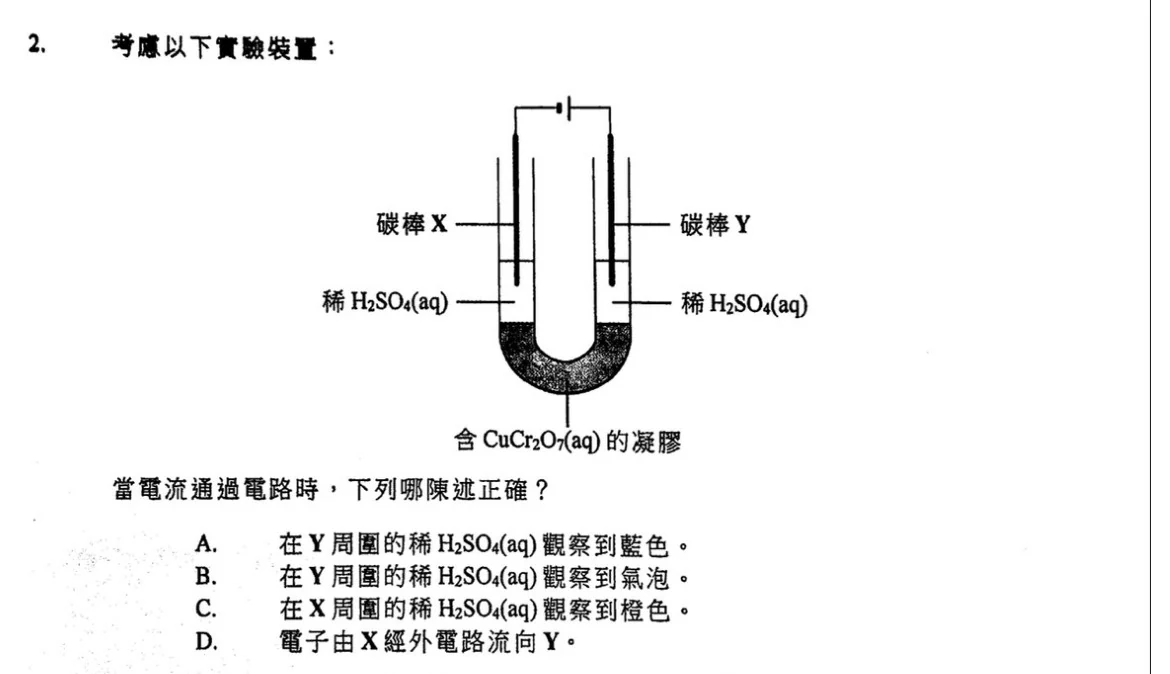 2. 考慮以下實驗裝置：
碳棒 X
碳棒 Y
稀 H₂SO₄(aq)
稀 H₂SO₄(aq)
含 CuCr₂O₇(aq) 的凝膠
當電流通過電路時，下列哪陳述正確？
A. 在 Y 周圍的稀 H₂SO₄(aq) 觀察到藍色。
B. 在 Y 周圍的稀 H₂SO₄(aq) 觀察到氣泡。
C. 在 X 周圍的稀 H₂SO₄(aq) 觀察到橙色。
D. 電子由 X 經外電路流向 Y。